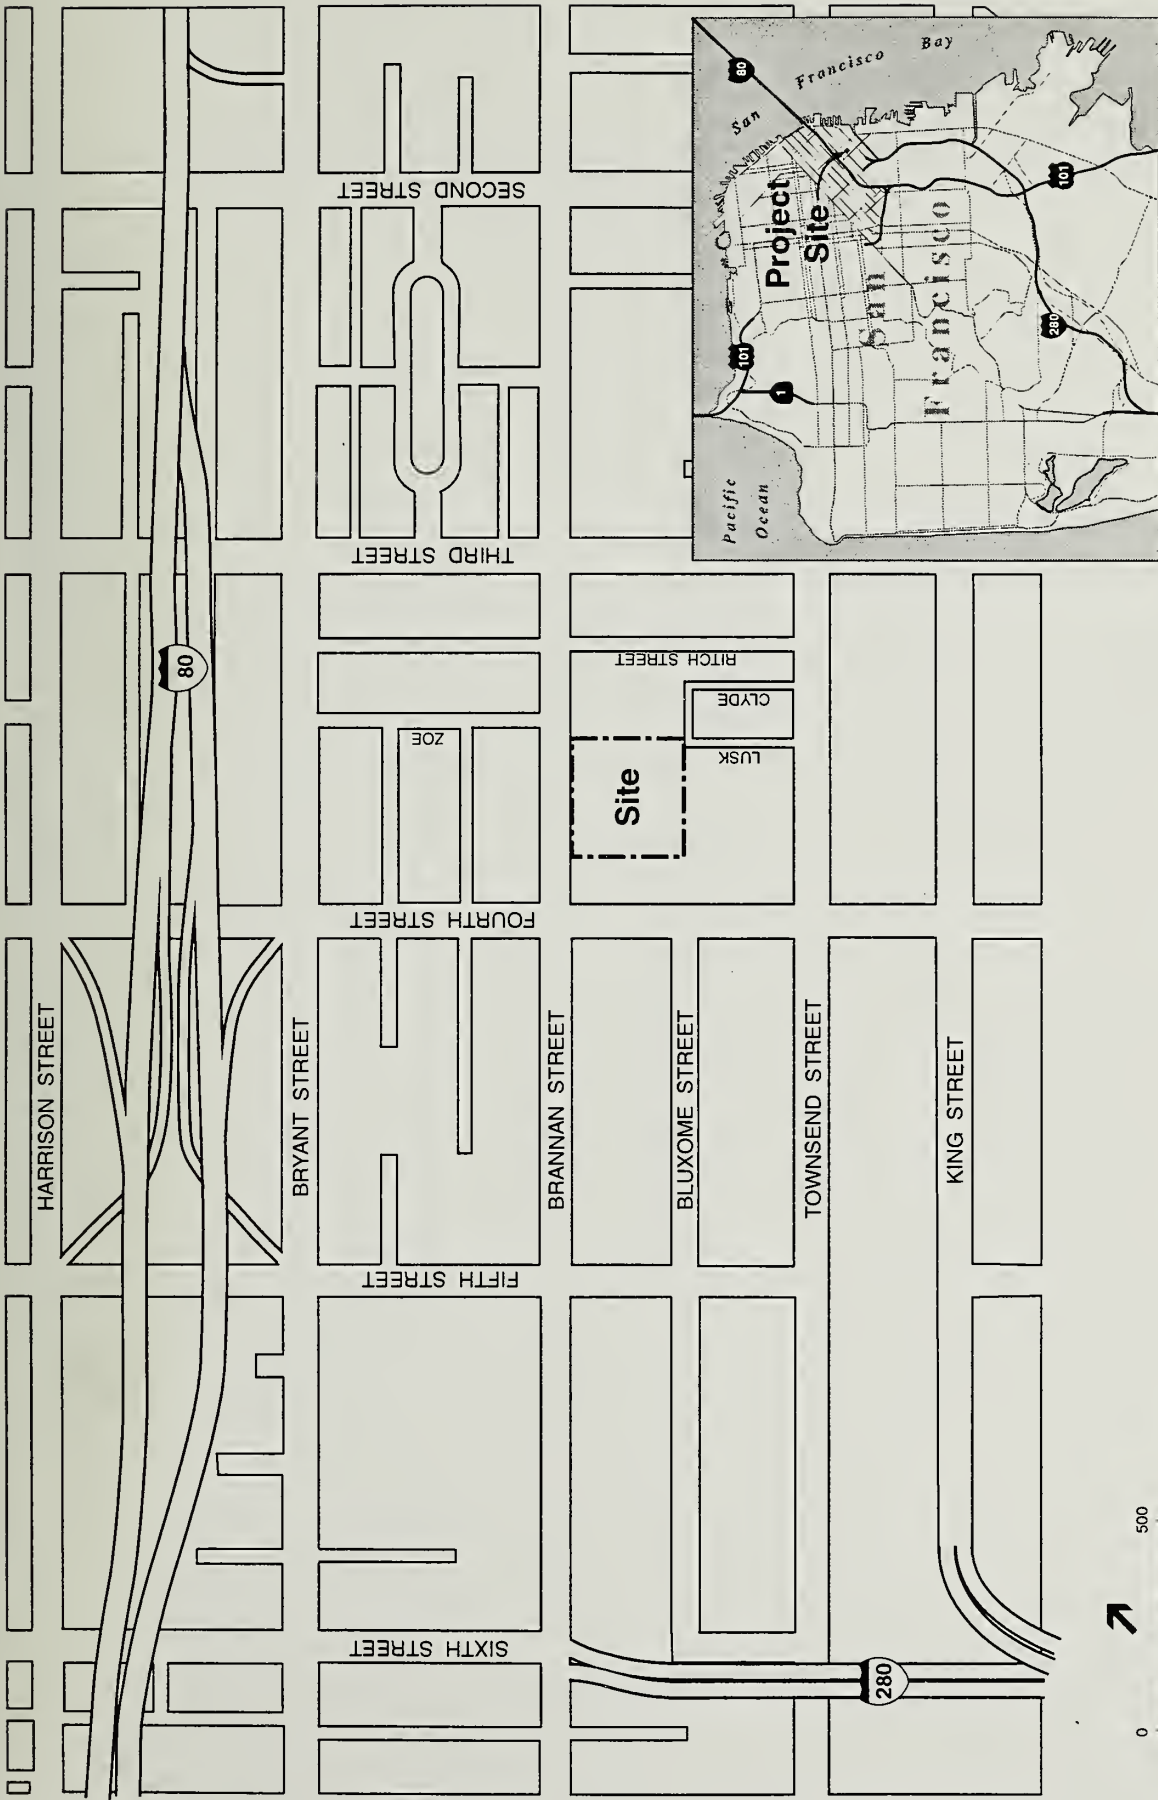 HARRISON STREET
BRYANT STREET
BRANNAN STREET
BLUXOME STREET
TOWNSEND STREET
KING STREET
SIXTH STREET
FIFTH STREET
FOURTH STREET
THIRD STREET
SECOND STREET
ZOE
RITCH STREET
CLYDE
LUSK
Site
80
280
0
500
Pacific
Ocean
San Francisco Bay
San
Francisco
Project
Site
101
1
80
280
101